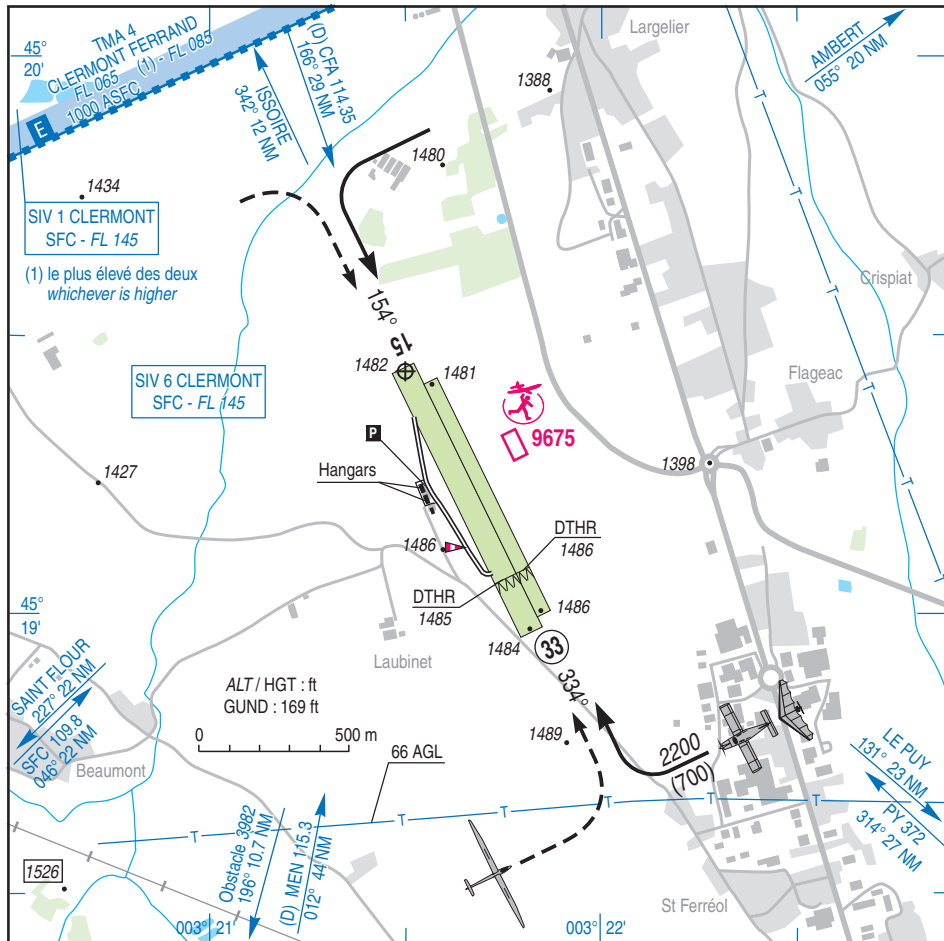 45°
20'
TMA 4
CLERMONT FERRAND
FL 065 (1) - FL 085
1000 ASFC
E
ISSOIRE
342° 12 NM
(D) CFA 114.35
166° 29 NM
Largelier
1388
AMBERT
055° 20 NM
1480
1434
SIV 1 CLERMONT
SFC - FL 145
(1) le plus élevé des deux
whichever is higher
Crispiat
154°
15
1482
1481
SIV 6 CLERMONT
SFC - FL 145
Flageac
9675
P
1427
Hangars
1398
1486
DTHR
1486
DTHR
1485
1486
1484
33
334°
45°
19'
Laubinet
SAINT FLOUR
227° 22 NM
SFC 109.8
046° 22 NM
ALT / HGT : ft
GUND : 169 ft
0
500 m
1489
2200
(700)
LE PUY
131° 23 NM
PY 372
314° 27 NM
Beaumont
66 AGL
T
T
T
T
T
T
T
T
T
T
Obstacle 3982
196° 10.7 NM
(D) MEN 115.3
012° 44 NM
1526
St Ferréol
003° 21'
003° 22'